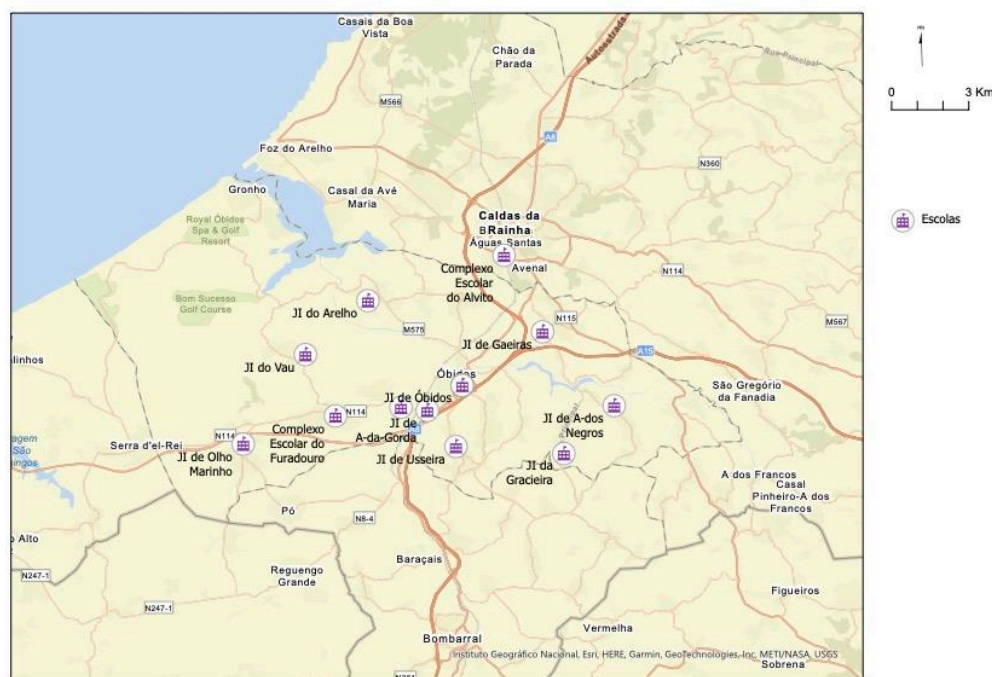 Casais da Boa
Vista
Chão da
Parada
Autoestrada
Rua Principal
M566
A8
Foz do Arelho
N360
Gronho
Casal da Avé
Maria
Royal Óbidos
Spa & Golf
Resort
Caldas da
Rainha
Águas Santas
Complexo
Escolar
do Alvito
Avenal
N114
Bom Sucesso
Golf Course
JI do Arelho
M575
N115
JI de Gaeiras
M567
A15
JI do Vau
Óbidos
São Gregório
da Fanadia
JI de Óbidos
N114
Complexo
Escolar do
Furadouro
JI de
A-da-Gorda
JI de A-dos
Negros
Serra d'el-Rei
N114
JI de Olho
Marinho
JI de Usseira
JI da
Gracieira
A dos Francos
Casal
Pinheiro-A dos
Francos
Pó
N8-4
Baraçais
N247-1
Reguengo
Grande
Figueiros
N247-1
Vermelha
Bombarral
Instituto Geográfico Nacional, Esri, HERE, Garmin, GeoTechnologies, Inc, METI/NASA, USGS
Sobrena
0 3 Km
Escolas